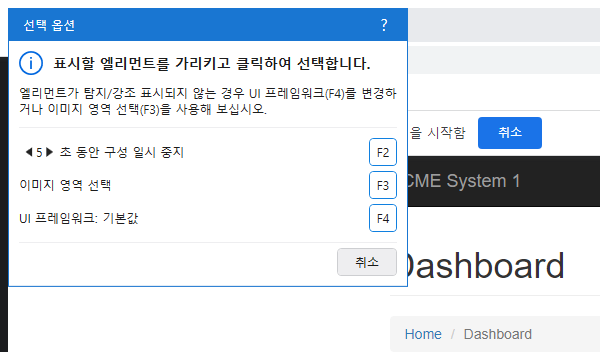 선택 옵션 ?
표시할 엘리먼트를 가리키고 클릭하여 선택합니다.
엘리먼트가 탐지/강조 표시되지 않는 경우 UI 프레임워크(F4)를 변경하
거나 이미지 영역 선택(F3)을 사용해 보십시오.
◀ 5 ▶ 초 동안 구성 일시 중지 F2
이미지 영역 선택 F3
UI 프레임워크: 기본값 F4
취소
을 시작함 취소
CME System 1
Dashboard
Home / Dashboard